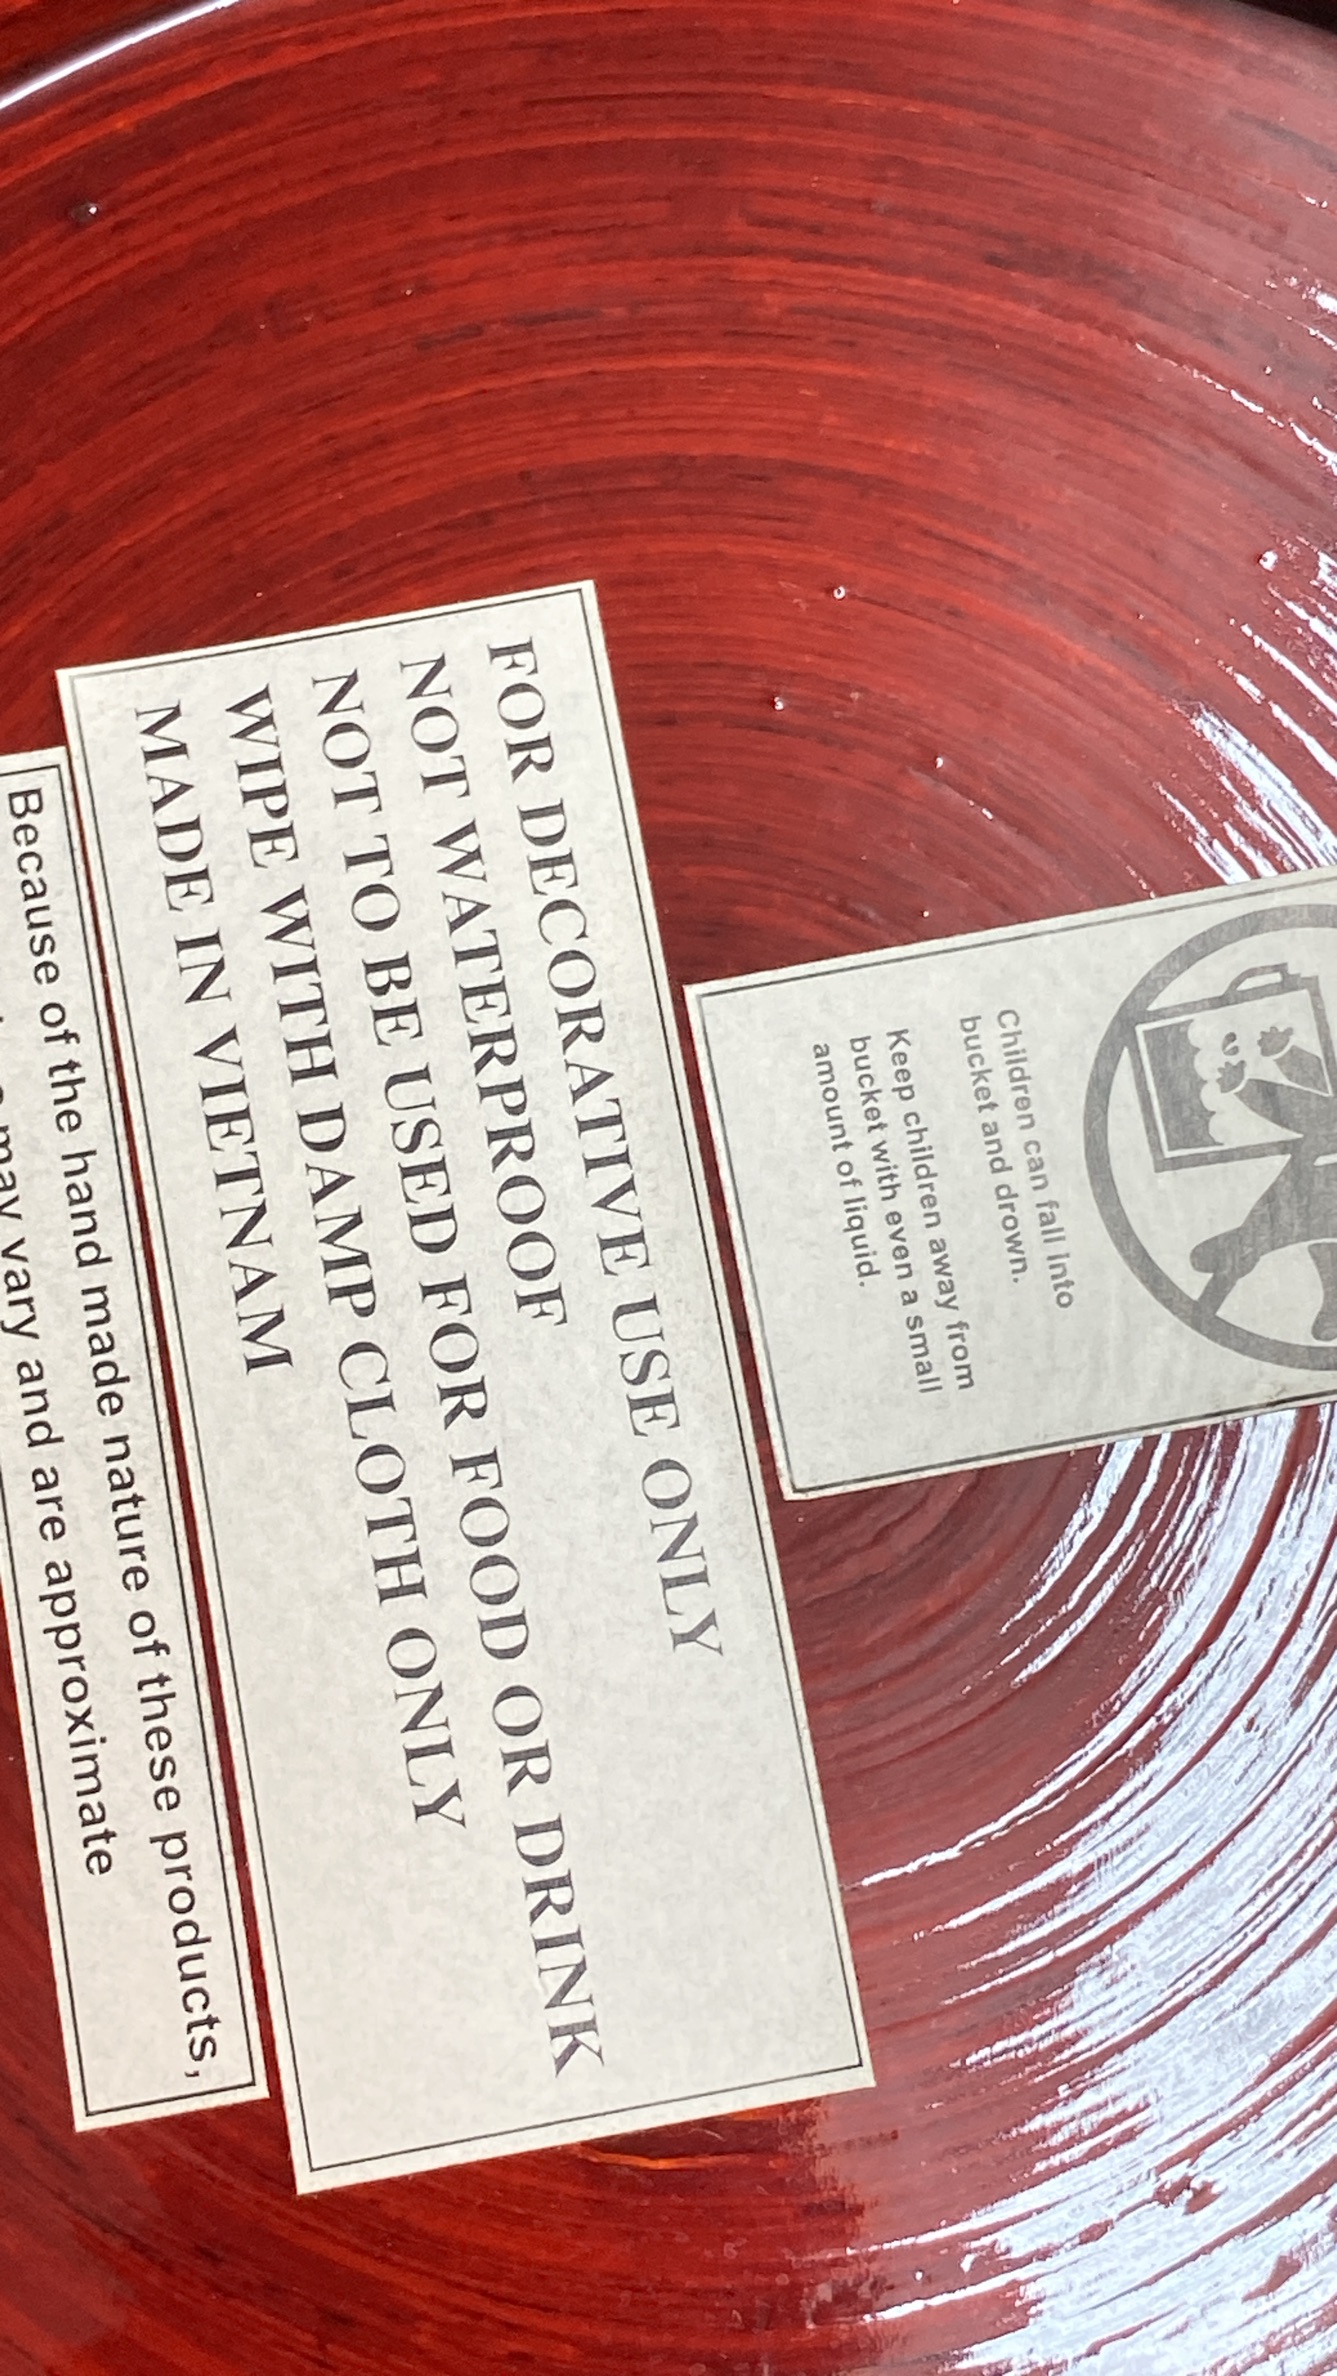 Children can fall into
bucket and drown.
Keep children away from
bucket with even a small
amount of liquid.
FOR DECORATIVE USE ONLY
NOT WATERPROOF
NOT TO BE USED FOR FOOD OR DRINK
WIPE WITH DAMP CLOTH ONLY
MADE IN VIETNAM
Because of the hand made nature of these products,
may vary and are approximate